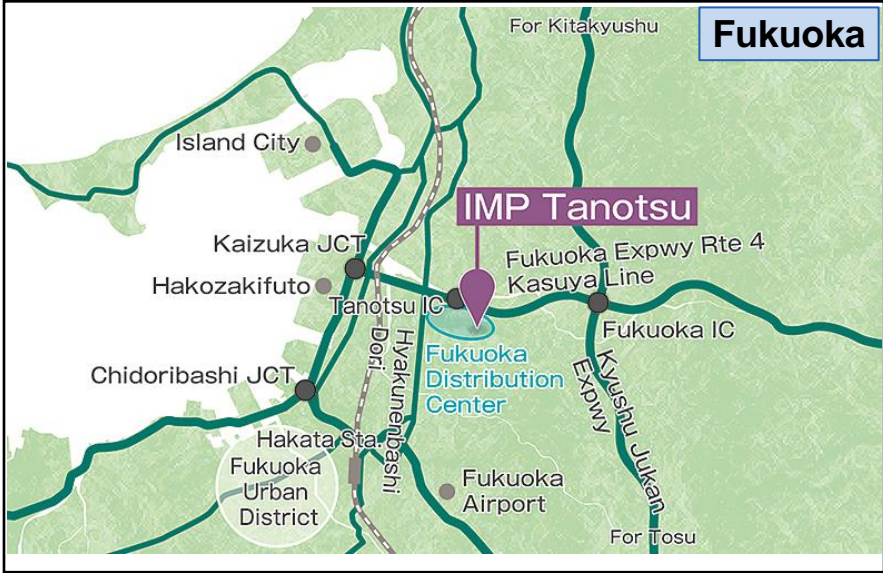 For Kitakyushu
Fukuoka
Island City
IMP Tanotsu
Kaizuka JCT
Fukuoka Expwy Rte 4
Kasuya Line
Hakozakifuto
Tanotsu IC
Fukuoka IC
Fukuoka
Distribution
Center
Hyakunenbashi
Dori
Kyushu Jukan
Expwy
Chidoribashi JCT
Hakata Sta.
Fukuoka
Urban
District
Fukuoka
Airport
For Tosu